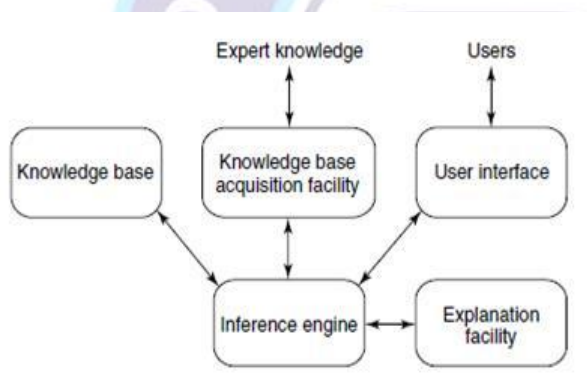 Expert knowledge
Users
Knowledge base
Knowledge base
acquisition facility
User interface
Inference engine
Explanation
facility